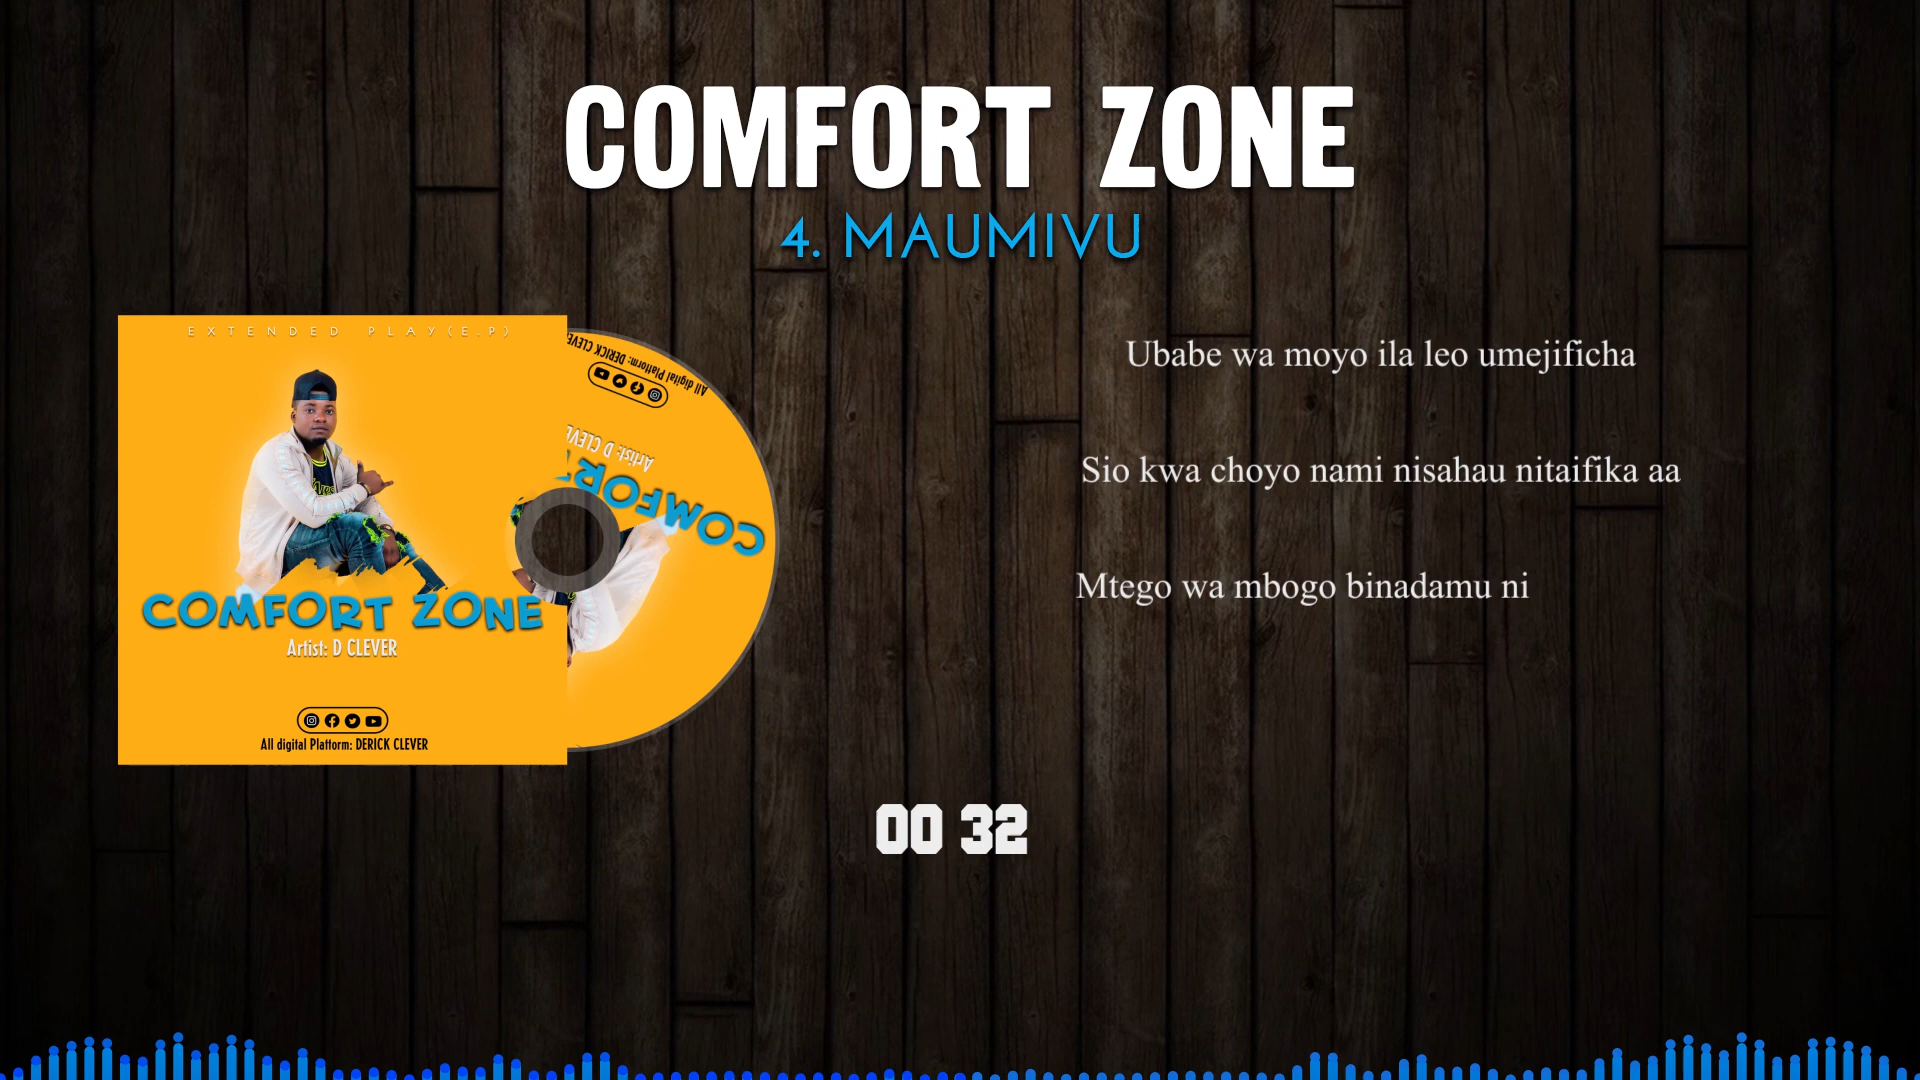 COMFORT ZONE
4. MAUMIVU
EXTENDED PLAY(E.P)
COMFORT ZONE
Artist: D CLEVER
All digital Platform: DERICK CLEVER
All digital Platform: DERICK CLEVER
Artist: D CLEVE
COMFORT
Ubabe wa moyo ila leo umejificha
Sio kwa choyo nami nisahau nitaifika aa
Mtego wa mbogo binadamu ni
00 32